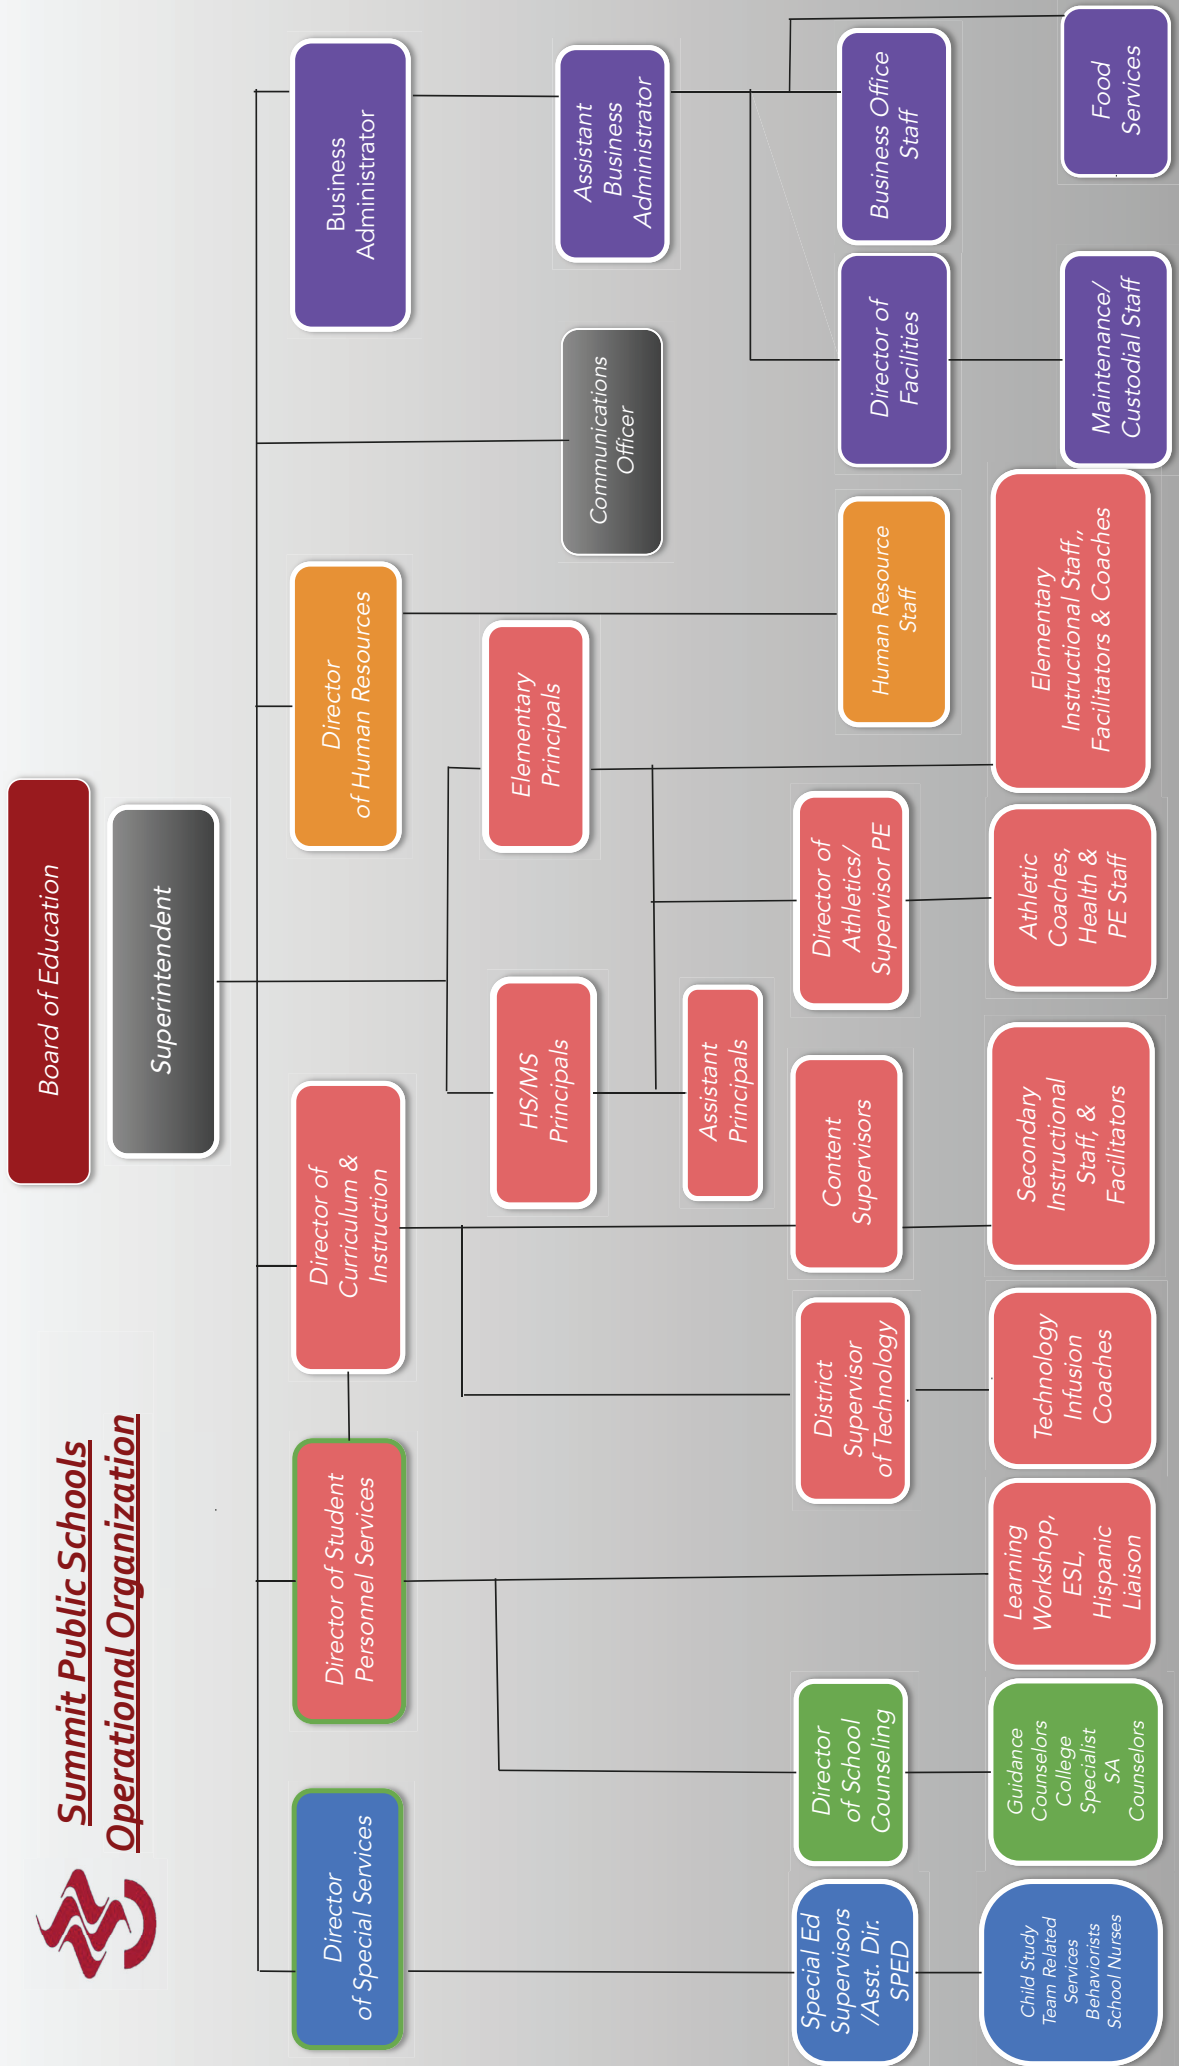 Summit Public Schools
Operational Organization
Board of Education
Superintendent
Director
of Special Services
Director of Student
Personnel Services
Director of
Curriculum &
Instruction
Director
of Human Resources
Business
Administrator
HS/MS
Principals
Elementary
Principals
Communications
Officer
Assistant
Business
Administrator
Assistant
Principals
Special Ed
Supervisors
/Asst. Dir.
SPED
Director
of School
Counseling
District
Supervisor
of Technology
Content
Supervisors
Director of
Athletics/
Supervisor PE
Human Resource
Staff
Director of
Facilities
Business Office
Staff
Child Study
Team Related
Services
Behaviorists
School Nurses
Guidance
Counselors
College
Specialist
SA
Counselors
Learning
Workshop,
ESL,
Hispanic
Liaison
Technology
Infusion
Coaches
Secondary
Instructional
Staff, &
Facilitators
Athletic
Coaches,
Health &
PE Staff
Elementary
Instructional Staff,,
Facilitators & Coaches
Maintenance/
Custodial Staff
Food
Services